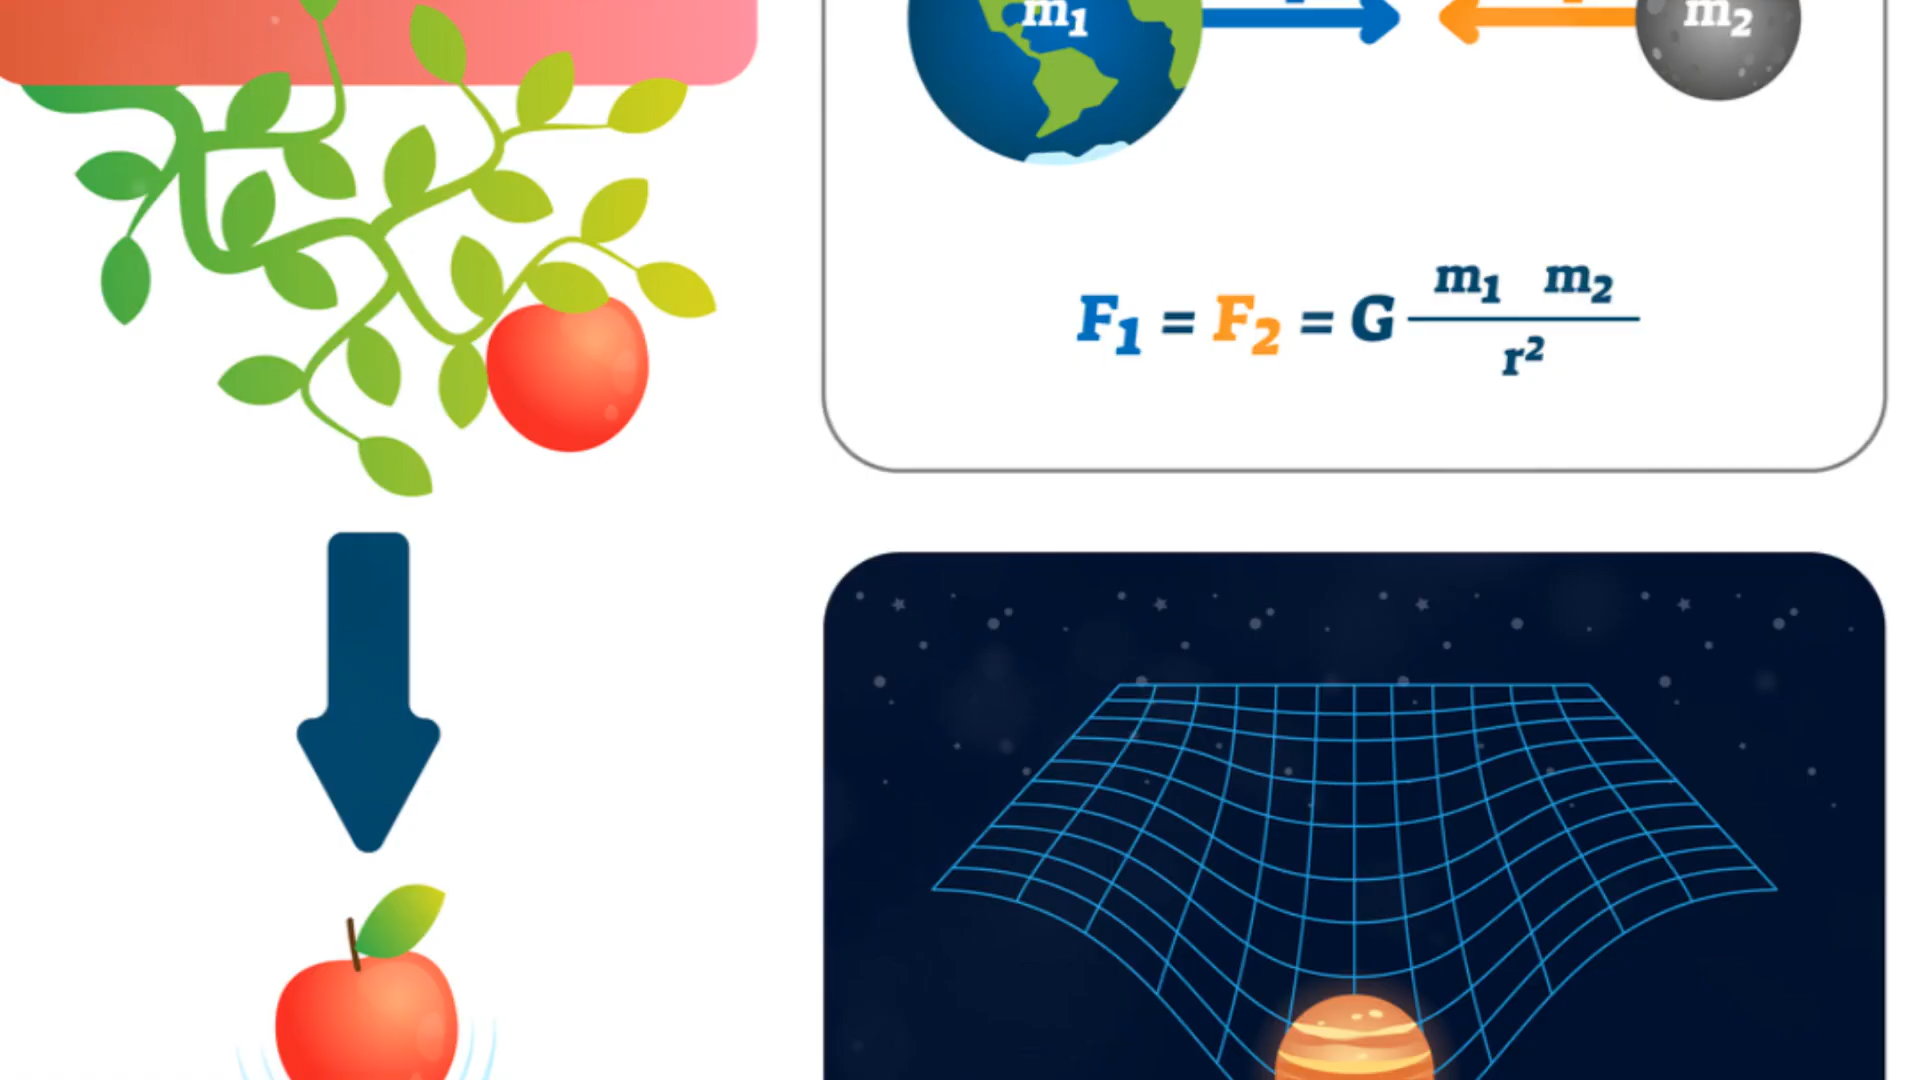 m₁ m₂
F₁ = F₂ = G m₁ m₂ / r²